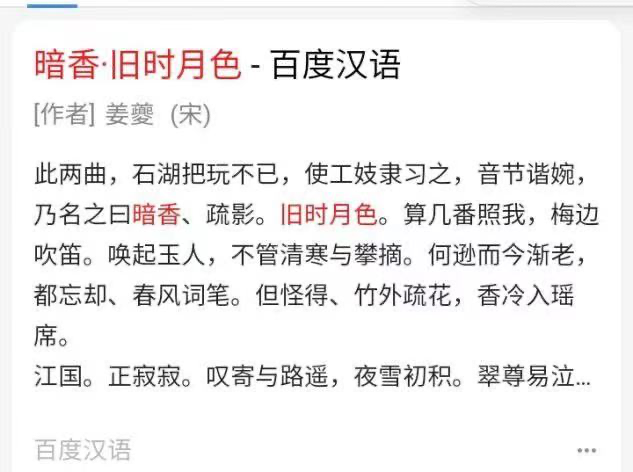 暗香·旧时月色 - 百度汉语
[作者] 姜夔 (宋)
此两曲，石湖把玩不已，使工妓隶习之，音节谐婉，
乃名之曰暗香、疏影。旧时月色。算几番照我，梅边
吹笛。唤起玉人，不管清寒与攀摘。何逊而今渐老，
都忘却、春风词笔。但怪得、竹外疏花，香冷入瑶
席。
江国。正寂寂。叹寄与路遥，夜雪初积。翠尊易泣...
百度汉语